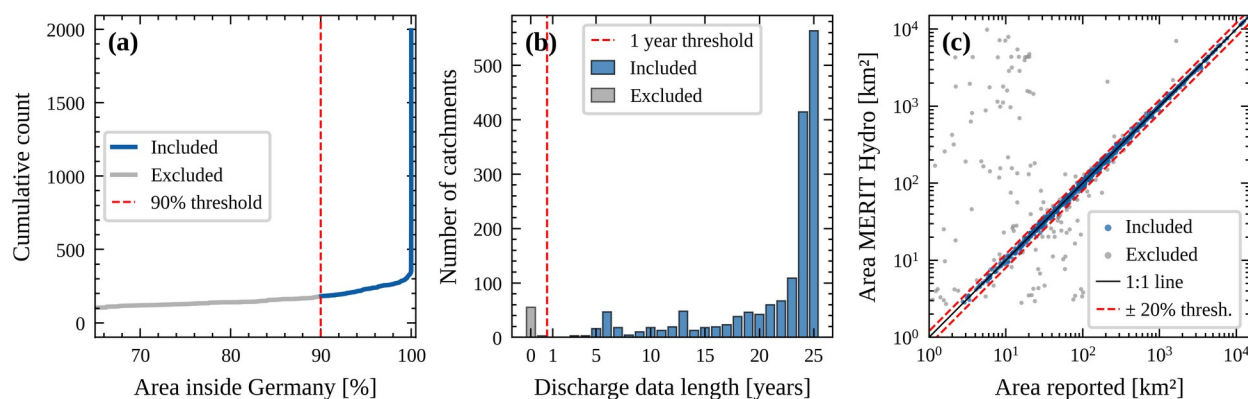 (a)
2000
1500
1000
500
0
Cumulative count
Included
Excluded
90% threshold
70
80
90
100
Area inside Germany [%]
(b)
500
400
300
200
100
0
Number of catchments
1 year threshold
Included
Excluded
0
1
5
10
15
20
25
Discharge data length [years]
(c)
10⁴
10³
10²
10¹
10⁰
Area MERIT Hydro [km²]
Included
Excluded
1:1 line
± 20% thresh.
10⁰
10¹
10²
10³
10⁴
Area reported [km²]